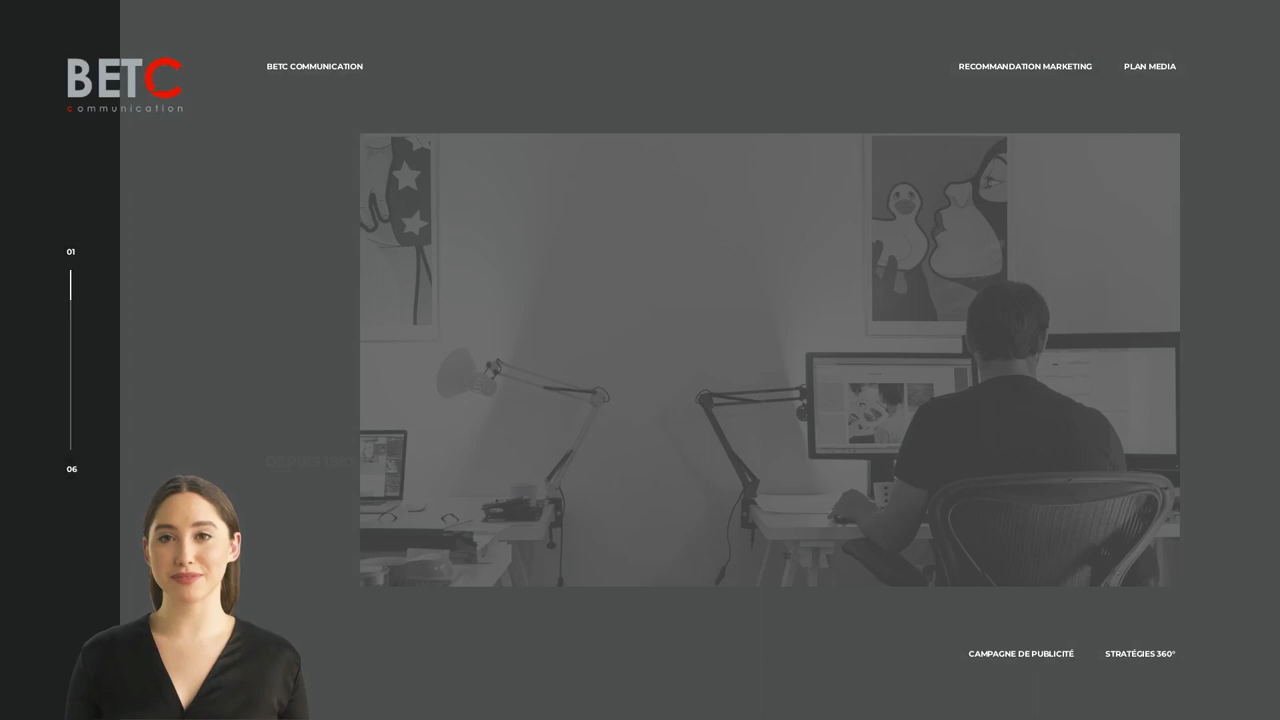 BETC
communication
BETC COMMUNICATION
RECOMMANDATION MARKETING
PLAN MEDIA
01
06
CAMPAGNE DE PUBLICITÉ
STRATÉGIES 360°